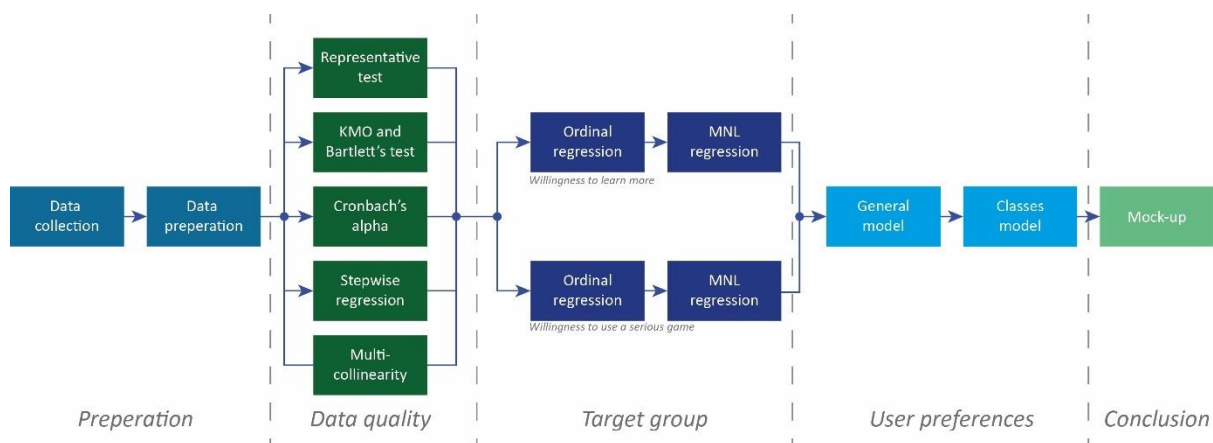 Data
collection
Data
preperation
Representative
test
KMO and
Bartlett's test
Cronbach's
alpha
Stepwise
regression
Multi-
collinearity
Ordinal
regression
Willingness to learn more
MNL
regression
Ordinal
regression
Willingness to use a serious game
MNL
regression
General
model
Classes
model
Mock-up
Preperation
Data quality
Target group
User preferences
Conclusion